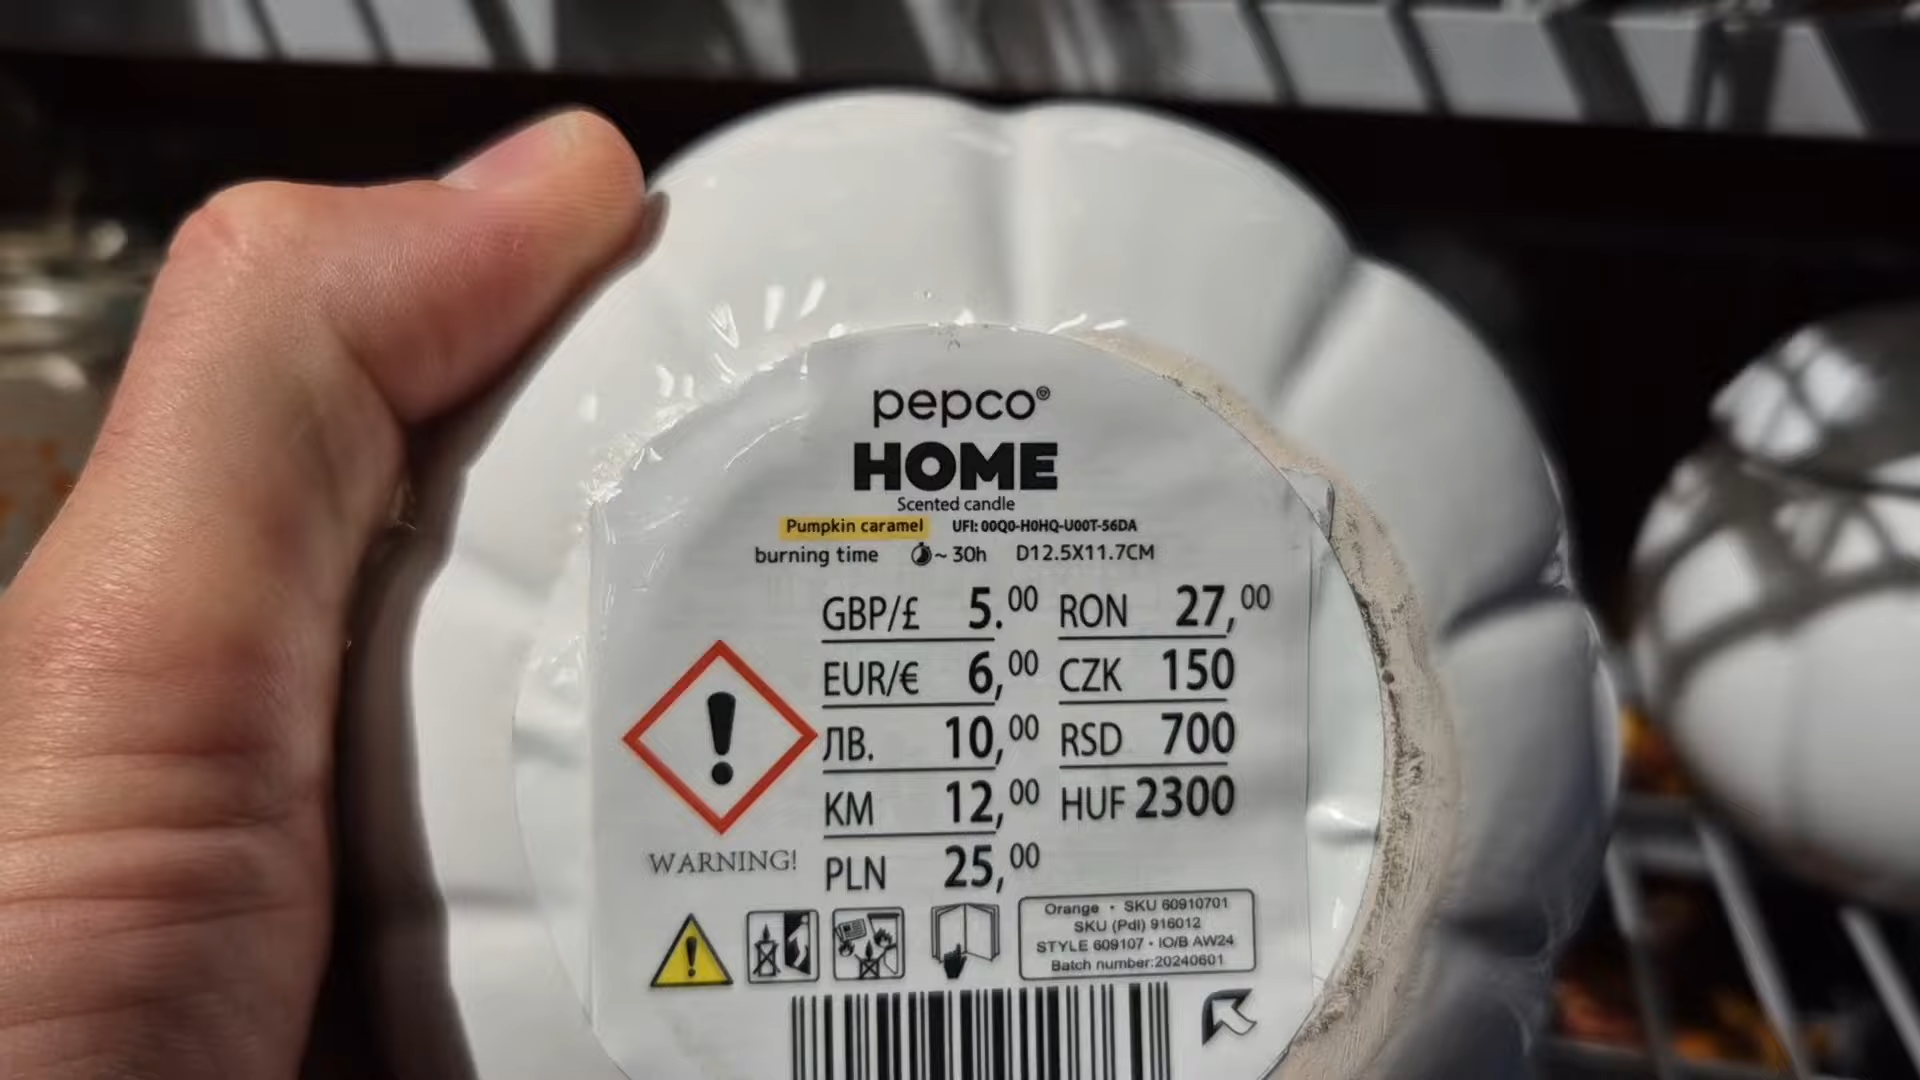 pepco®
HOME
Scented candle
Pumpkin caramel UFI: 00Q0-H0HQ-U00T-56DA
burning time ~ 30h D12.5X11.7CM
GBP/£ 5.00 RON 27,00
EUR/€ 6,00 CZK 150
ЛВ. 10,00 RSD 700
KM 12,00 HUF 2300
PLN 25,00
WARNING!
Orange • SKU 60910701
SKU (Pdl) 916012
STYLE 609107 • IO/B AW24
Batch number:20240601